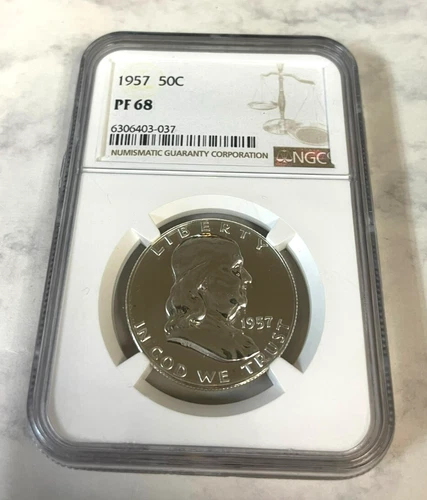 1957 50C
PF 68
6306403-037
NUMISMATIC GUARANTY CORPORATION
NGC
LIBERTY
1957
IN GOD WE TRUST